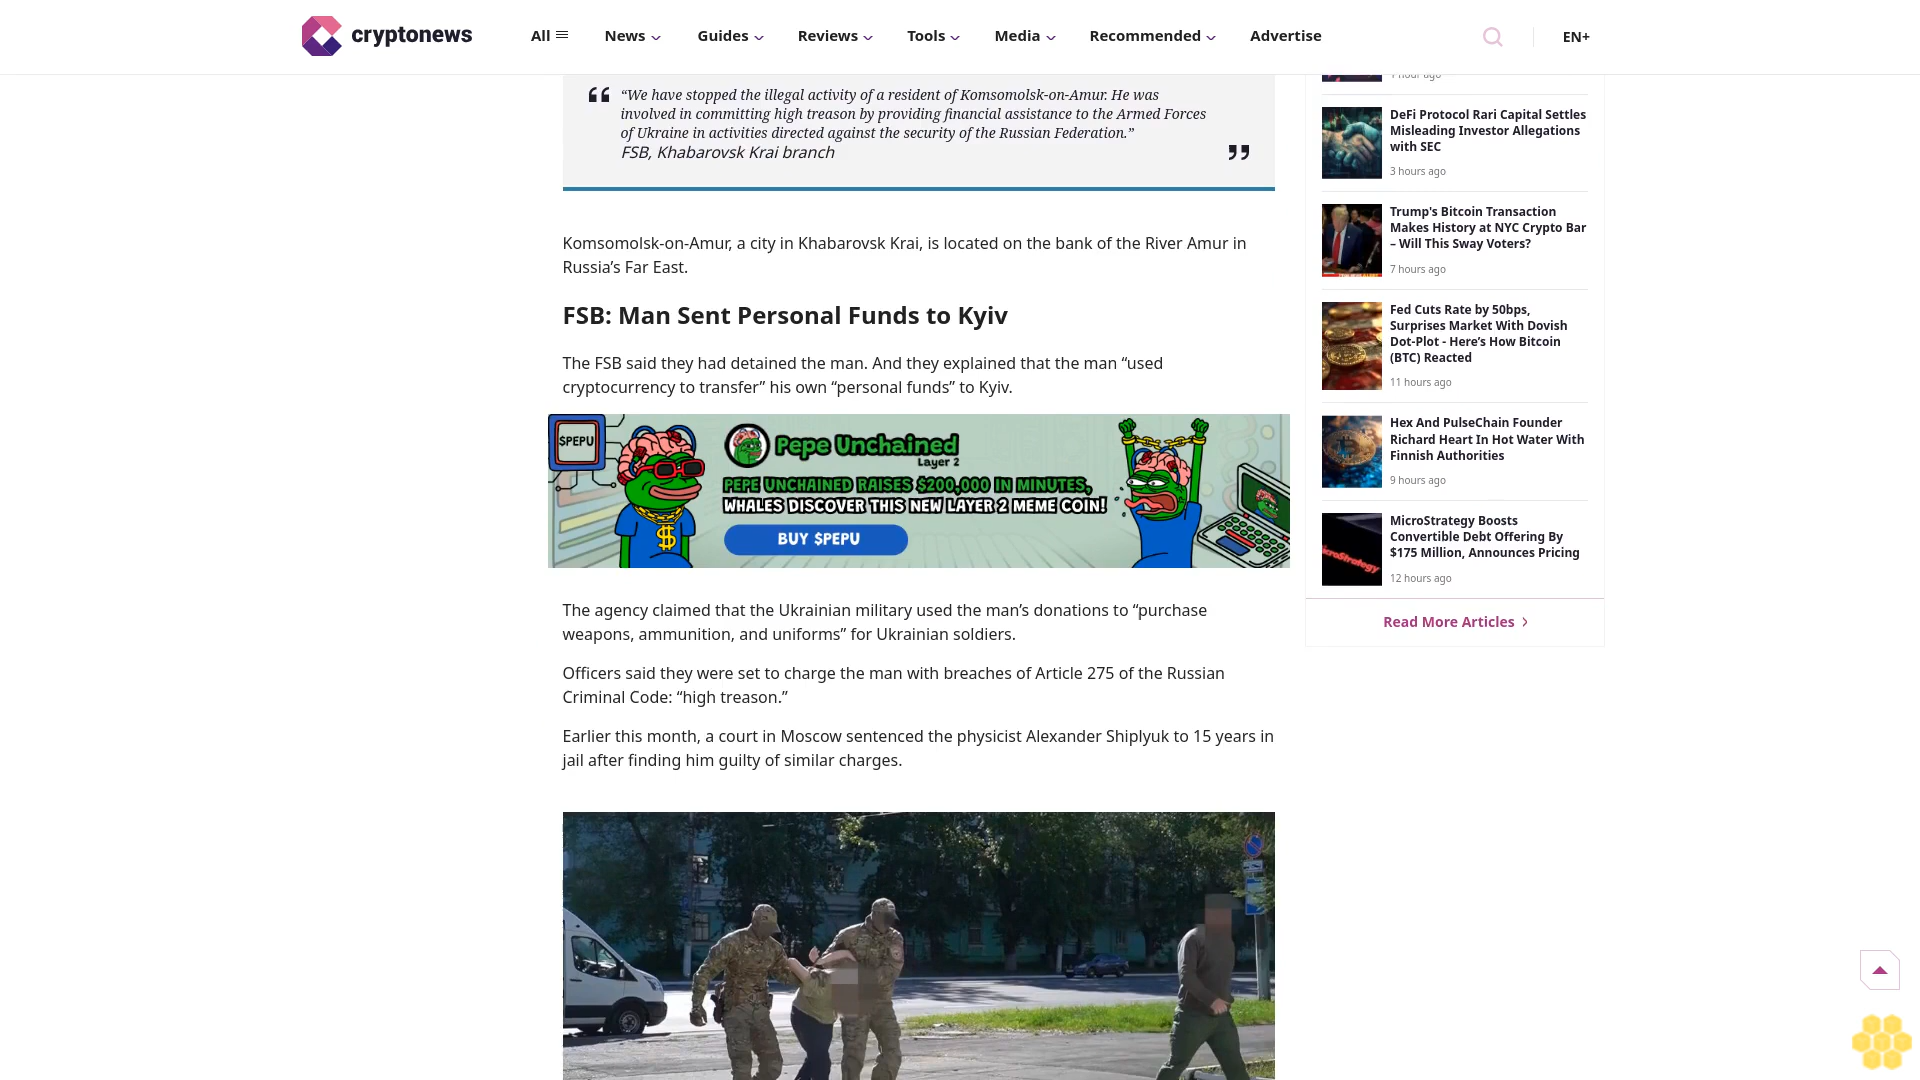 cryptonews
All
News
Guides
Reviews
Tools
Media
Recommended
Advertise
EN+
“We have stopped the illegal activity of a resident of Komsomolsk-on-Amur. He was
involved in committing high treason by providing financial assistance to the Armed Forces
of Ukraine in activities directed against the security of the Russian Federation.”
FSB, Khabarovsk Krai branch
Komsomolsk-on-Amur, a city in Khabarovsk Krai, is located on the bank of the River Amur in
Russia’s Far East.
FSB: Man Sent Personal Funds to Kyiv
The FSB said they had detained the man. And they explained that the man “used
cryptocurrency to transfer” his own “personal funds” to Kyiv.
$PEPU
Pepe Unchained
Layer 2
PEPE UNCHAINED RAISES $200,000 IN MINUTES,
WHALES DISCOVER THIS NEW LAYER 2 MEME COIN!
BUY $PEPU
The agency claimed that the Ukrainian military used the man’s donations to “purchase
weapons, ammunition, and uniforms” for Ukrainian soldiers.
Officers said they were set to charge the man with breaches of Article 275 of the Russian
Criminal Code: “high treason.”
Earlier this month, a court in Moscow sentenced the physicist Alexander Shiplyuk to 15 years in
jail after finding him guilty of similar charges.
1 hour ago
DeFi Protocol Rari Capital Settles
Misleading Investor Allegations
with SEC
3 hours ago
Trump's Bitcoin Transaction
Makes History at NYC Crypto Bar
– Will This Sway Voters?
7 hours ago
Fed Cuts Rate by 50bps,
Surprises Market With Dovish
Dot-Plot - Here’s How Bitcoin
(BTC) Reacted
11 hours ago
Hex And PulseChain Founder
Richard Heart In Hot Water With
Finnish Authorities
9 hours ago
MicroStrategy
MicroStrategy Boosts
Convertible Debt Offering By
$175 Million, Announces Pricing
12 hours ago
Read More Articles